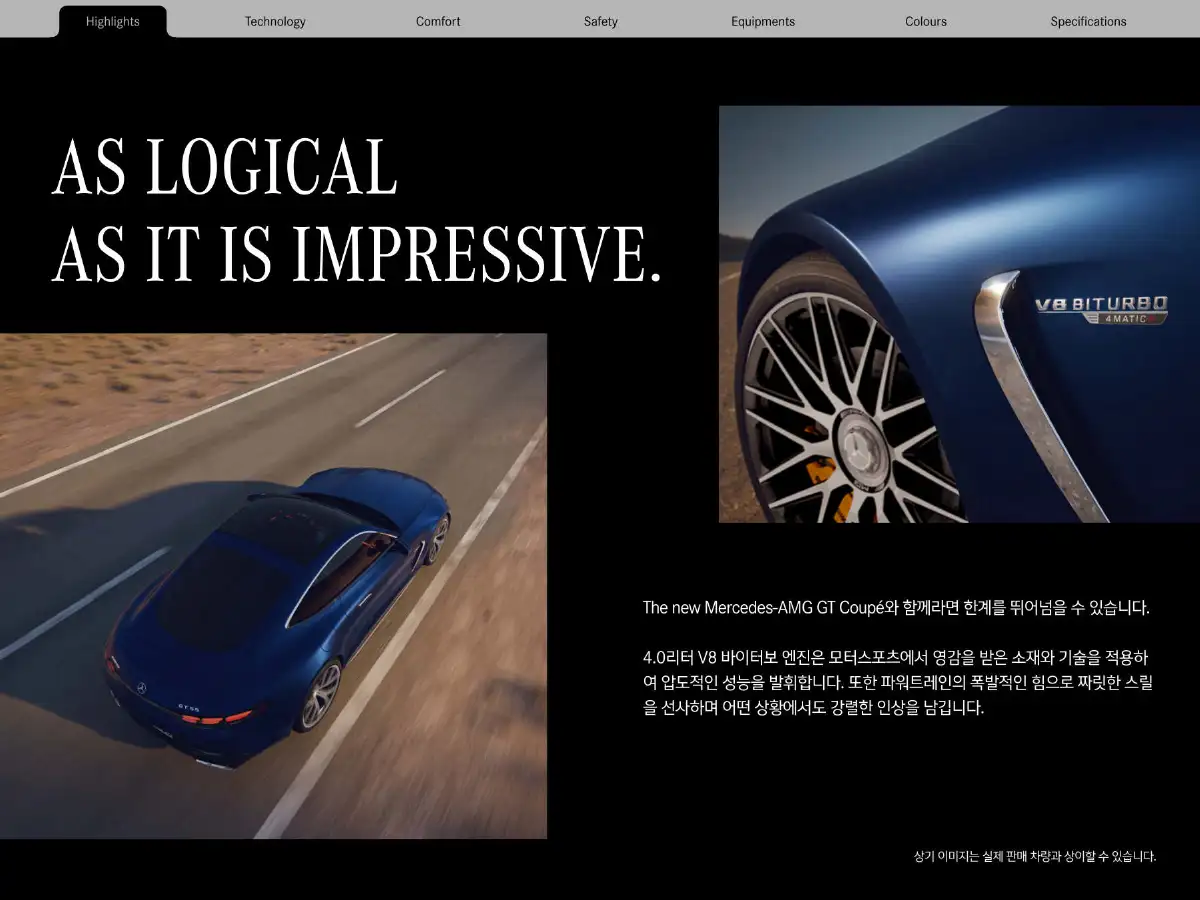 Highlights
Technology
Comfort
Safety
Equipments
Colours
Specifications
AS LOGICAL
AS IT IS IMPRESSIVE.
V8 BITURBO
4MATIC+
GT 55
The new Mercedes-AMG GT Coupé와 함께라면 한계를 뛰어넘을 수 있습니다.
4.0리터 V8 바이터보 엔진은 모터스포츠에서 영감을 받은 소재와 기술을 적용하
여 압도적인 성능을 발휘합니다. 또한 파워트레인의 폭발적인 힘으로 짜릿한 스릴
을 선사하며 어떤 상황에서도 강렬한 인상을 남깁니다.
상기 이미지는 실제 판매 차량과 상이할 수 있습니다.